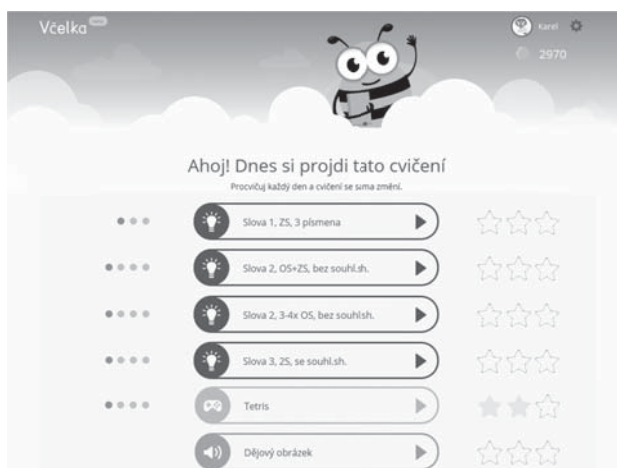 Včelka beta
Karel
2970
Ahoj! Dnes si projdi tato cvičení
Procvičuj každý den a cvičení se sama změní.
Slova 1, ZS, 3 písmena
Slova 2, OS+ZS, bez souhl.sh.
Slova 2, 3-4x OS, bez souhl.sh.
Slova 3, 2S, se souhl.sh.
Tetris
Dějový obrázek